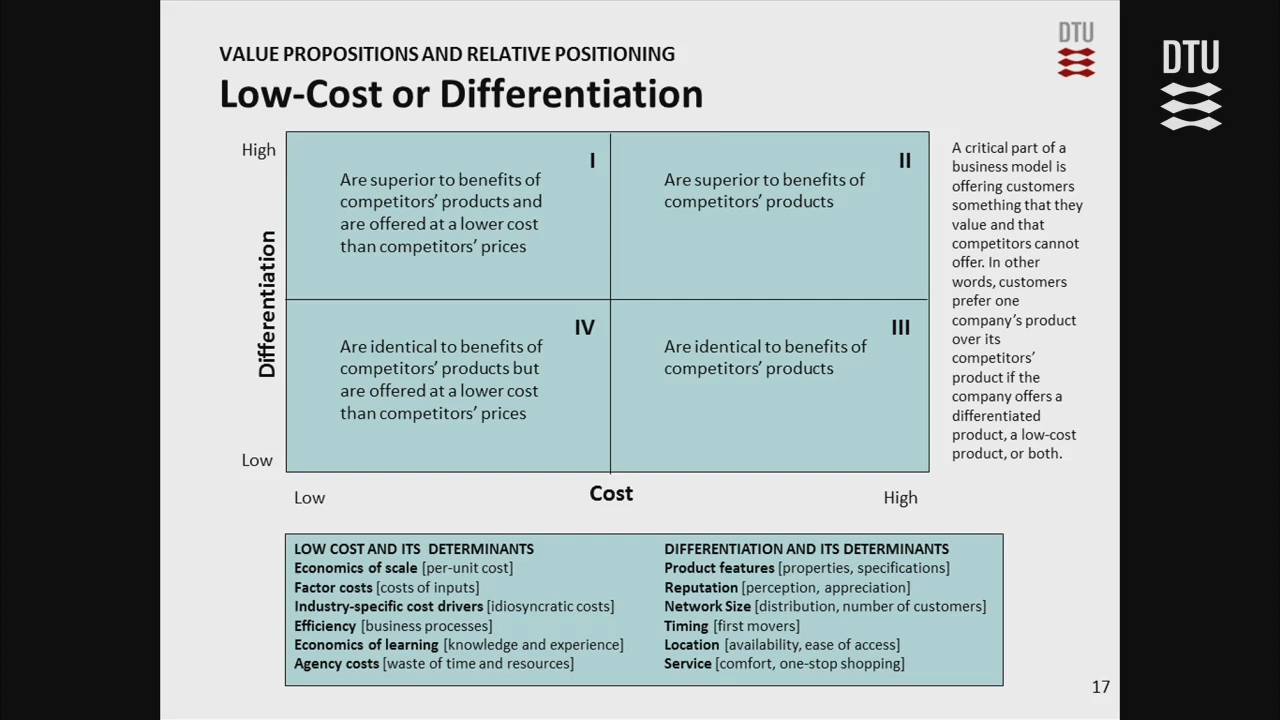 VALUE PROPOSITIONS AND RELATIVE POSITIONING
Low-Cost or Differentiation
DTU
DTU
High
Differentiation
Low
I
Are superior to benefits of
competitors' products and
are offered at a lower cost
than competitors' prices
II
Are superior to benefits of
competitors' products
IV
Are identical to benefits of
competitors' products but
are offered at a lower cost
than competitors' prices
III
Are identical to benefits of
competitors' products
Low
Cost
High
A critical part of a
business model is
offering customers
something that they
value and that
competitors cannot
offer. In other
words, customers
prefer one
company's product
over its
competitors'
product if the
company offers a
differentiated
product, a low-cost
product, or both.
LOW COST AND ITS DETERMINANTS
Economics of scale [per-unit cost]
Factor costs [costs of inputs]
Industry-specific cost drivers [idiosyncratic costs]
Efficiency [business processes]
Economics of learning [knowledge and experience]
Agency costs [waste of time and resources]
DIFFERENTIATION AND ITS DETERMINANTS
Product features [properties, specifications]
Reputation [perception, appreciation]
Network Size [distribution, number of customers]
Timing [first movers]
Location [availability, ease of access]
Service [comfort, one-stop shopping]
17